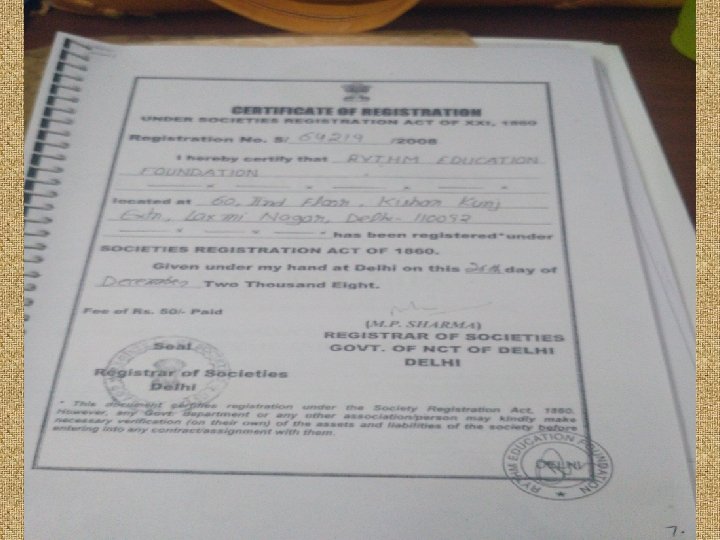 CERTIFICATE OF REGISTRATION
UNDER SOCIETIES REGISTRATION ACT OF XXI, 1860
Registration No. S/ 64219 /2008
I hereby certify that RYTHM EDUCATION
FOUNDATION
located at 60, IInd Floor, Kishan Kunj
Extn., Laxmi Nagar, Delhi- 110092
has been registered under
SOCIETIES REGISTRATION ACT OF 1860.
Given under my hand at Delhi on this 26th day of
December Two Thousand Eight.
Fee of Rs. 50/- Paid
(M.P. SHARMA)
REGISTRAR OF SOCIETIES
GOVT. OF NCT OF DELHI
DELHI
Seal
Registrar of Societies
Delhi
* This document certifies registration under the Society Registration Act, 1860.
However, any Govt. department or any other association/person may kindly make
necessary verification (on their own) of the assets and liabilities of the society before
entering into any contract/assignment with them.
RYTHM EDUCATION FOUNDATION
DELHI
7.